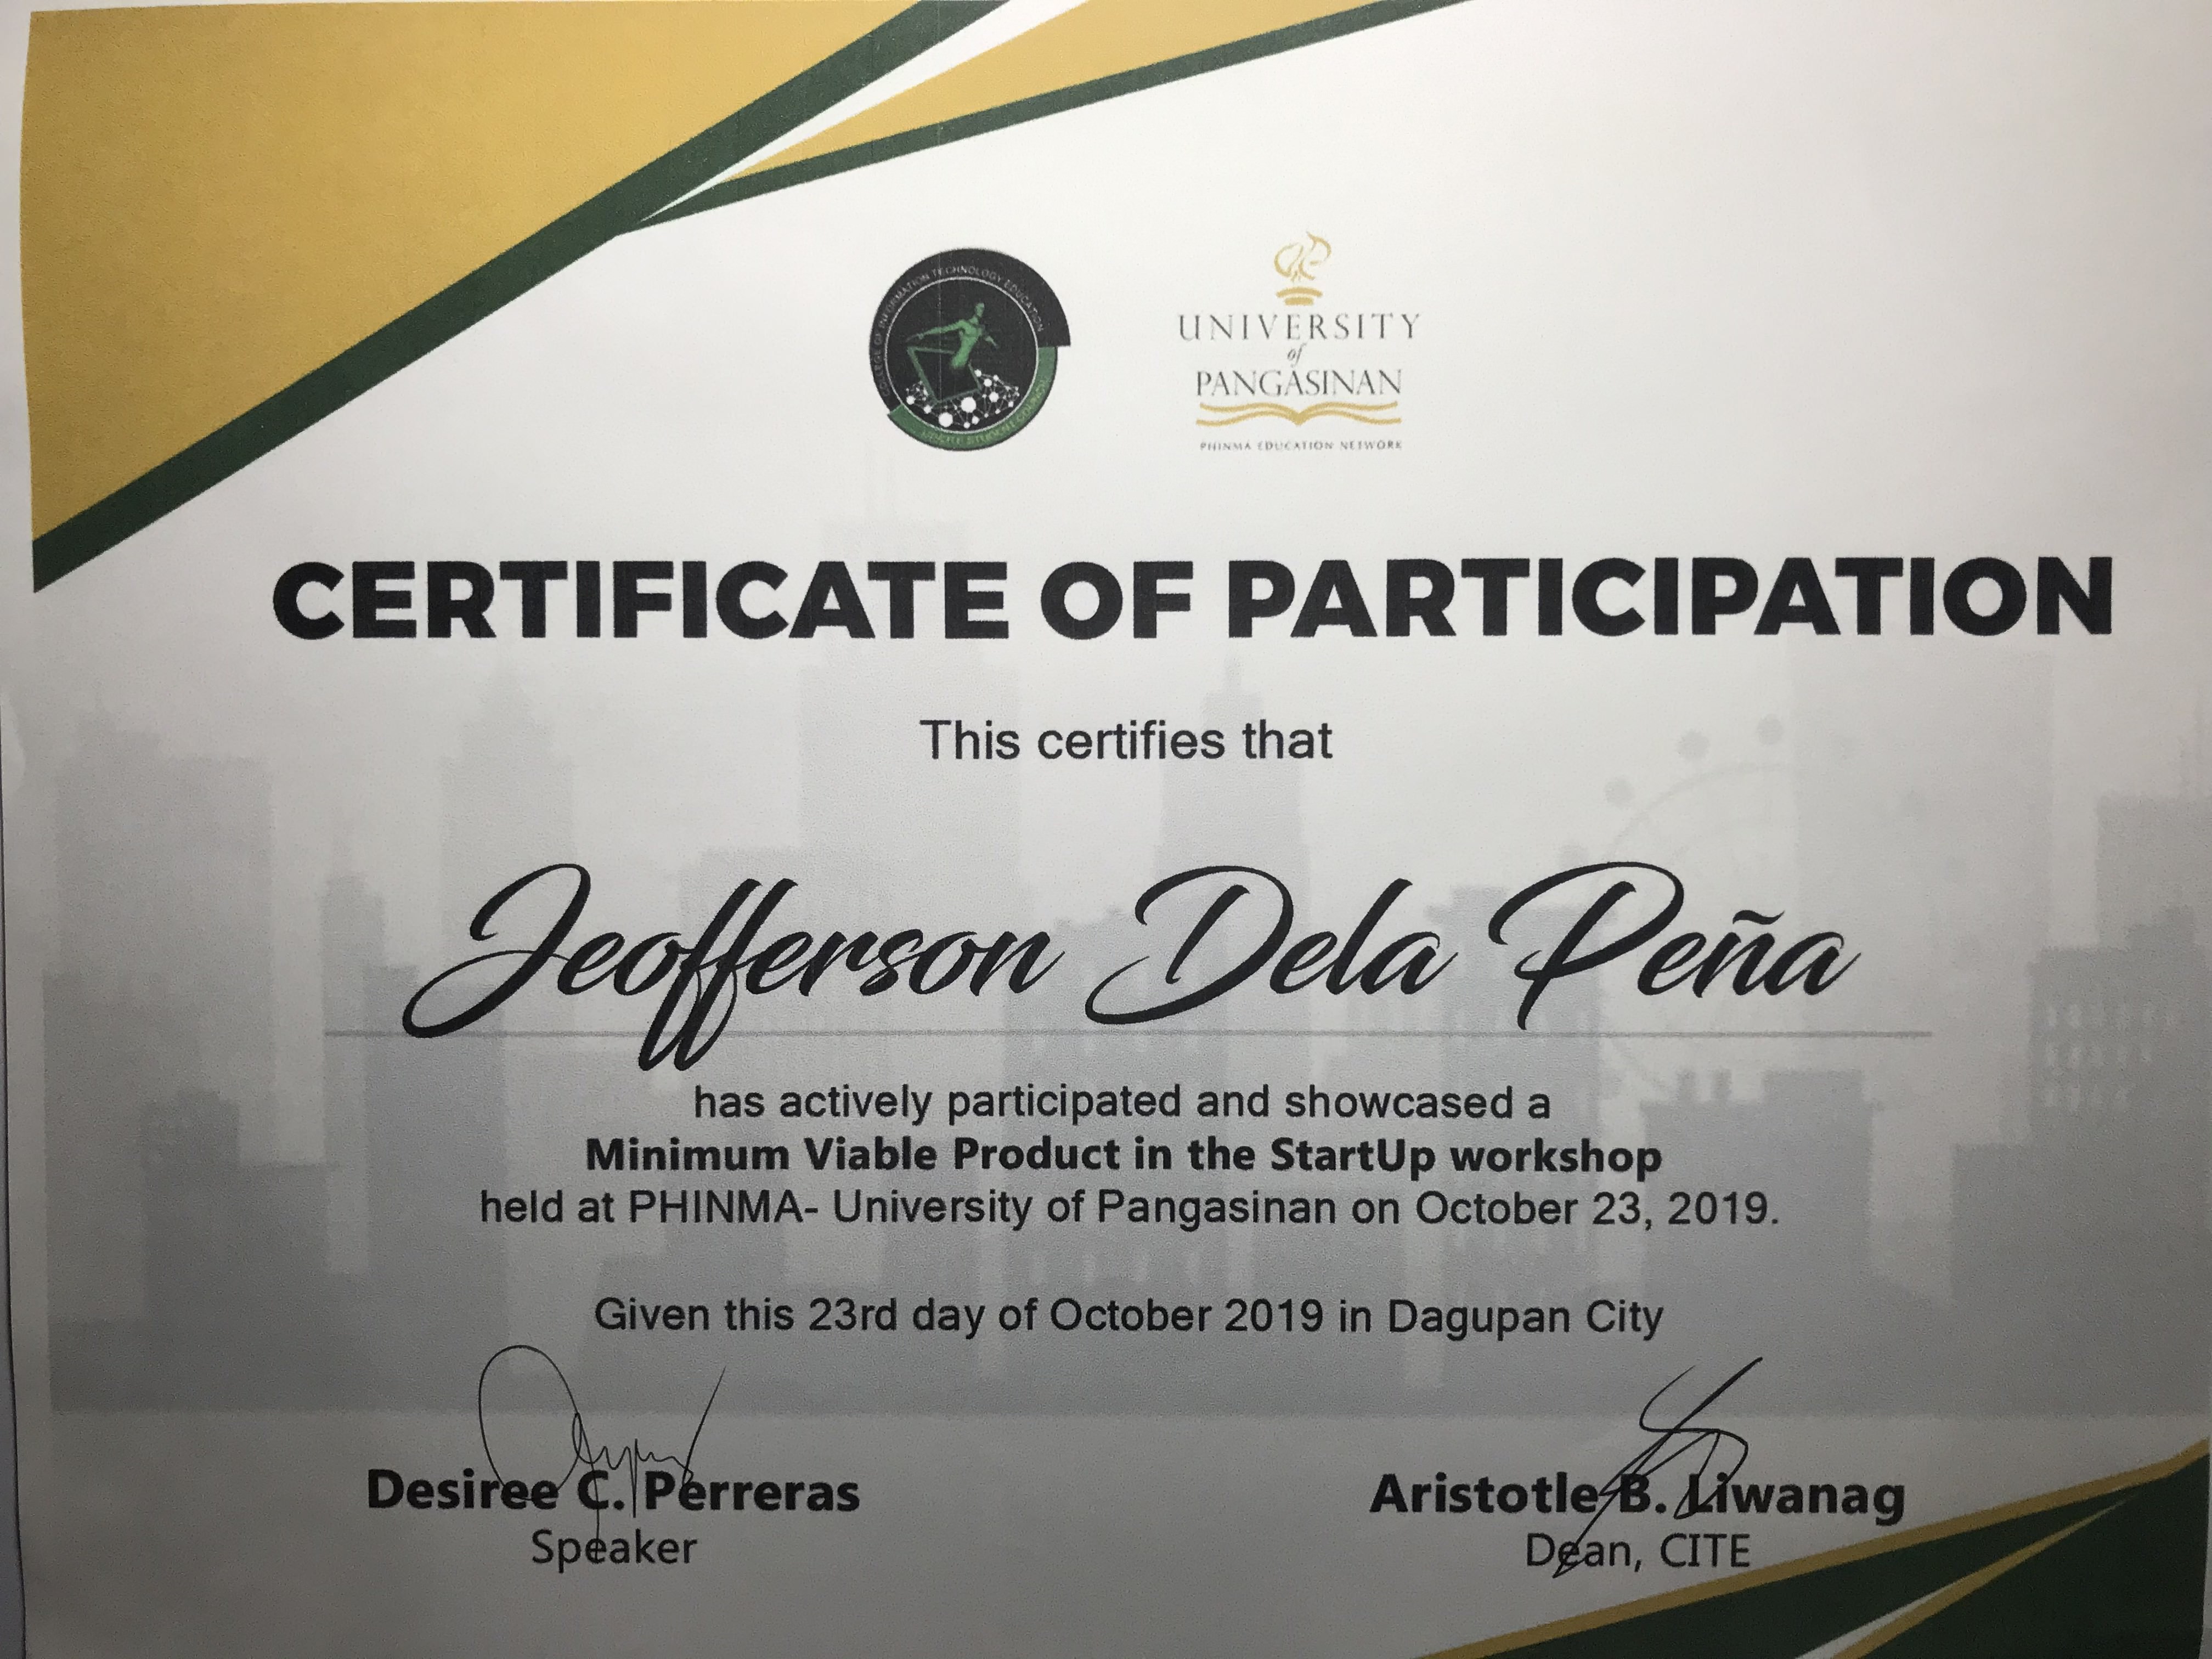 COLLEGE OF INFORMATION TECHNOLOGY EDUCATION
STUDENT COUNCIL
UNIVERSITY
of
PANGASINAN
PHINMA EDUCATION NETWORK
CERTIFICATE OF PARTICIPATION
This certifies that
Jeofferson Dela Peña
has actively participated and showcased a
Minimum Viable Product in the StartUp workshop
held at PHINMA- University of Pangasinan on October 23, 2019.
Given this 23rd day of October 2019 in Dagupan City
Desiree C. Perreras
Speaker
Aristotle B. Liwanag
Dean, CITE